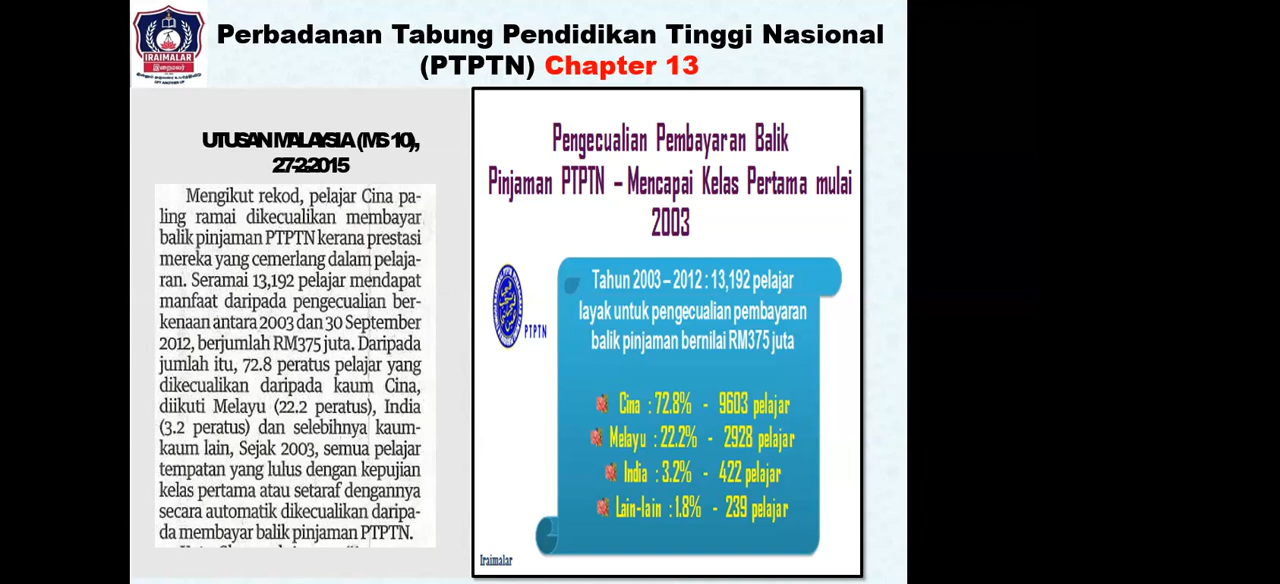 Perbadanan Tabung Pendidikan Tinggi Nasional
(PTPTN) Chapter 13
IRAIMALAR
இறைமலர்
UTUSAN MALAYSIA (MS 10),
27-2-2015
Mengikut rekod, pelajar Cina pa-
ling ramai dikecualikan membayar
balik pinjaman PTPTN kerana prestasi
mereka yang cemerlang dalam pelaja-
ran. Seramai 13,192 pelajar mendapat
manfaat daripada pengecualian ber-
kenaan antara 2003 dan 30 September
2012, berjumlah RM375 juta. Daripada
jumlah itu, 72.8 peratus pelajar yang
dikecualikan daripada kaum Cina,
diikuti Melayu (22.2 peratus), India
(3.2 peratus) dan selebihnya kaum-
kaum lain, Sejak 2003, semua pelajar
tempatan yang lulus dengan kepujian
kelas pertama atau setaraf dengannya
secara automatik dikecualikan daripa-
da membayar balik pinjaman PTPTN.
Pengecualian Pembayaran Balik
Pinjaman PTPTN – Mencapai Kelas Pertama mulai
2003
PTPTN
Tahun 2003 – 2012 : 13,192 pelajar
layak untuk pengecualian pembayaran
balik pinjaman bernilai RM375 juta
Cina : 72.8% - 9603 pelajar
Melayu : 22.2% - 2928 pelajar
India : 3.2% - 422 pelajar
Lain-lain : 1.8% - 239 pelajar
Iraimalar